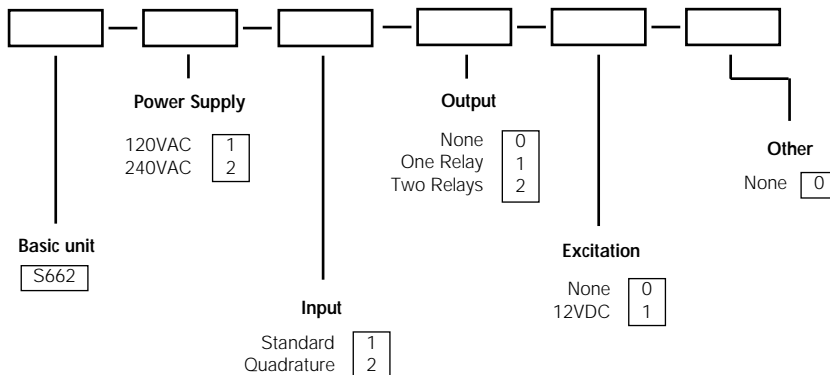 Power Supply
120VAC 1
240VAC 2
Output
None 0
One Relay 1
Two Relays 2
Other
None 0
Basic unit
S662
Excitation
None 0
12VDC 1
Input
Standard 1
Quadrature 2